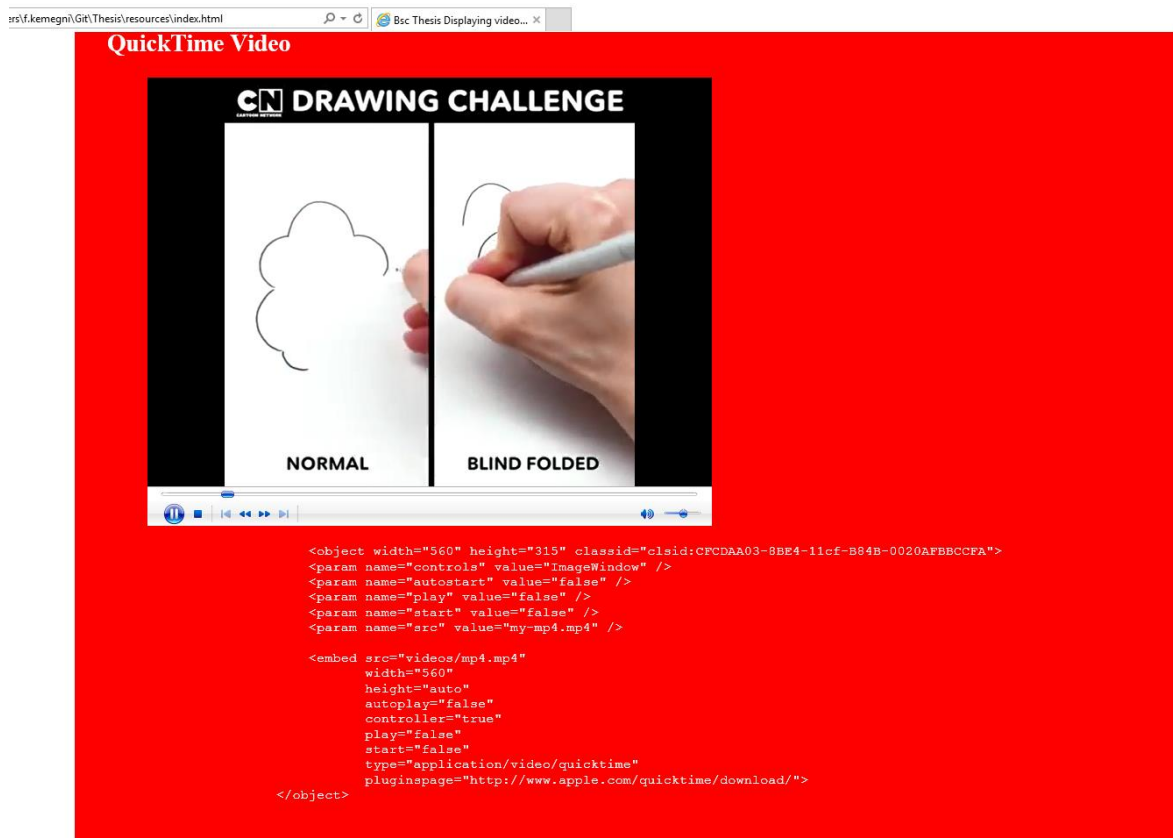 ers\f.kemegni\Git\Thesis\resources\index.html
Bsc Thesis Displaying video...
QuickTime Video
CN DRAWING CHALLENGE
CARTOON NETWORK
NORMAL
BLIND FOLDED
<object width="560" height="315" classid="clsid:CFCDAA03-8BE4-11cf-B84B-0020AFBBCCFA">
<param name="controls" value="ImageWindow" />
<param name="autostart" value="false" />
<param name="play" value="false" />
<param name="start" value="false" />
<param name="src" value="my-mp4.mp4" />
<embed src="videos/mp4.mp4"
width="560"
height="auto"
autoplay="false"
controller="true"
play="false"
start="false"
type="application/video/quicktime"
pluginspage="http://www.apple.com/quicktime/download/">
</object>